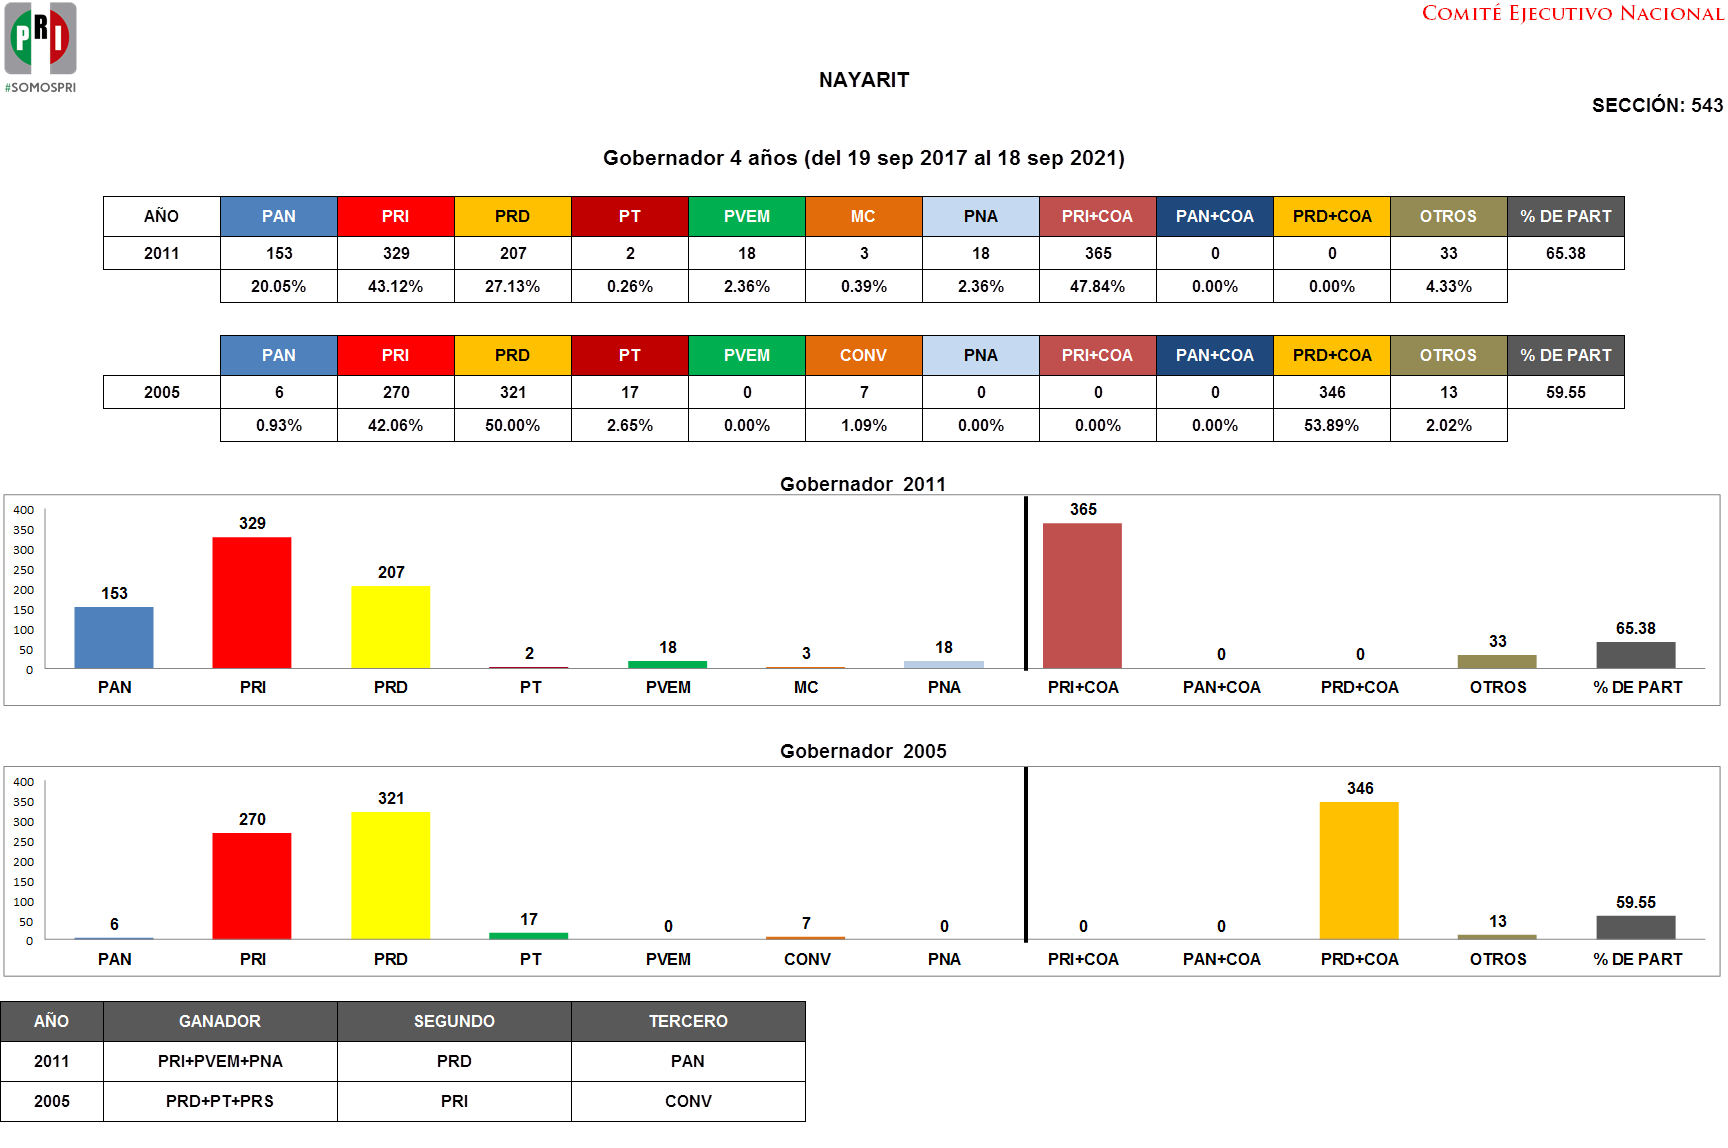 PRI
#SOMOSPRI
COMITÉ EJECUTIVO NACIONAL
NAYARIT
SECCIÓN: 543
Gobernador 4 años (del 19 sep 2017 al 18 sep 2021)
AÑO PAN PRI PRD PT PVEM MC PNA PRI+COA PAN+COA PRD+COA OTROS % DE PART
2011 153 329 207 2 18 3 18 365 0 0 33 65.38
20.05% 43.12% 27.13% 0.26% 2.36% 0.39% 2.36% 47.84% 0.00% 0.00% 4.33%
PAN PRI PRD PT PVEM CONV PNA PRI+COA PAN+COA PRD+COA OTROS % DE PART
2005 6 270 321 17 0 7 0 0 0 346 13 59.55
0.93% 42.06% 50.00% 2.65% 0.00% 1.09% 0.00% 0.00% 0.00% 53.89% 2.02%
Gobernador 2011
400
350
300
250
200
150
100
50
0
153 329 207 2 18 3 18 365 0 0 33 65.38
PAN PRI PRD PT PVEM MC PNA PRI+COA PAN+COA PRD+COA OTROS % DE PART
Gobernador 2005
400
350
300
250
200
150
100
50
0
6 270 321 17 0 7 0 0 0 346 13 59.55
PAN PRI PRD PT PVEM CONV PNA PRI+COA PAN+COA PRD+COA OTROS % DE PART
AÑO GANADOR SEGUNDO TERCERO
2011 PRI+PVEM+PNA PRD PAN
2005 PRD+PT+PRS PRI CONV